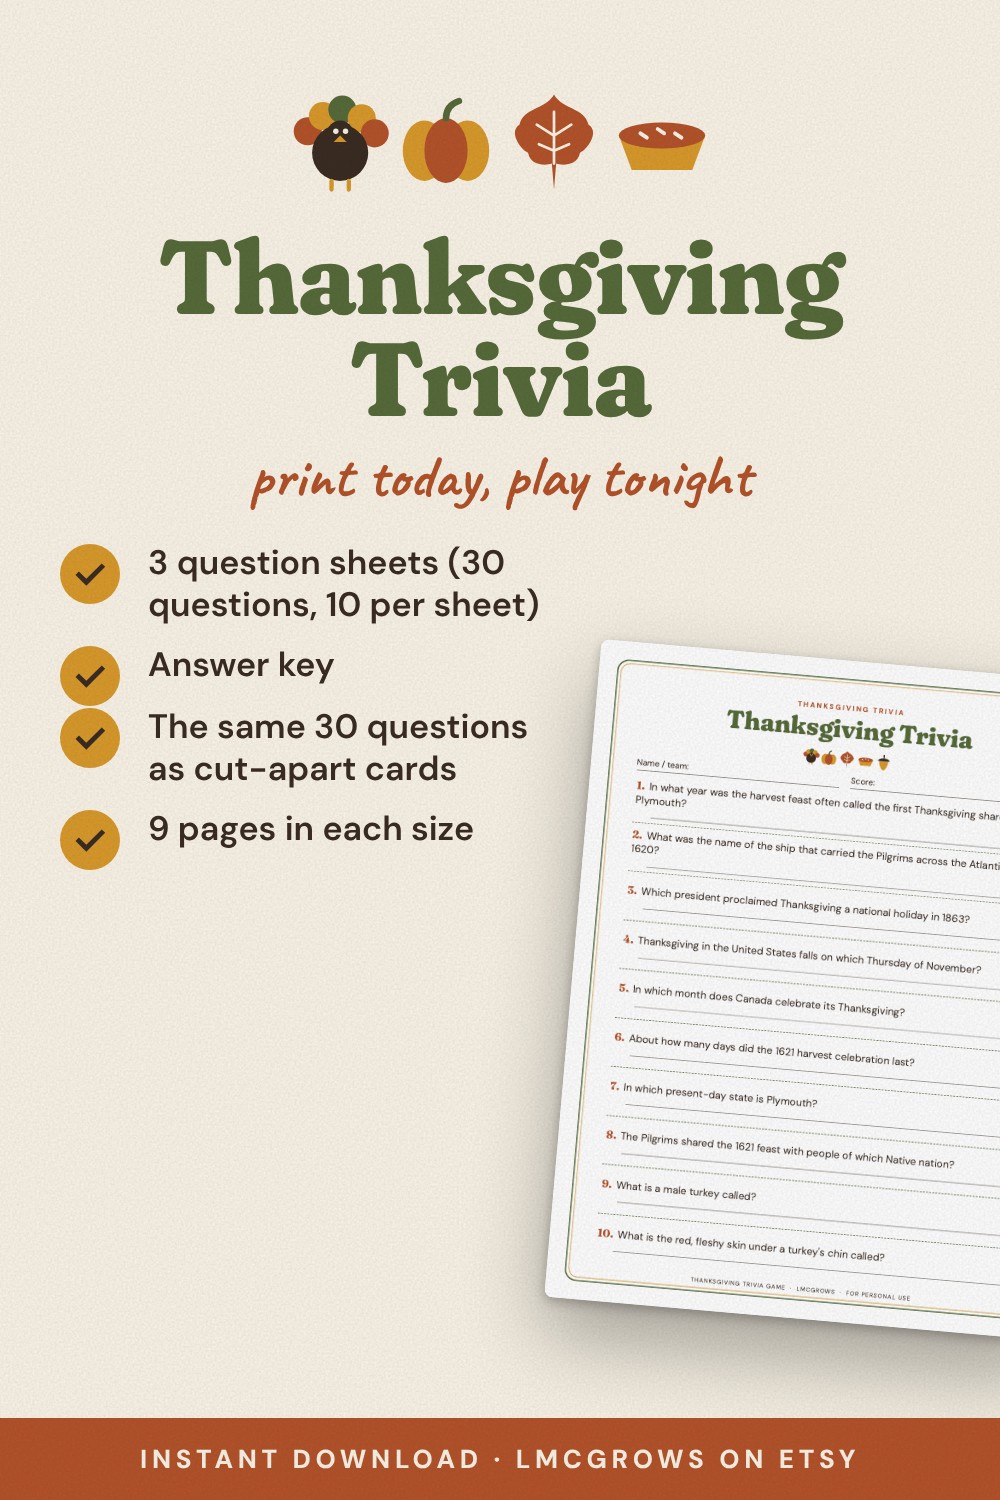 Thanksgiving
Trivia
print today, play tonight
3 question sheets (30
questions, 10 per sheet)
Answer key
The same 30 questions
as cut-apart cards
9 pages in each size
THANKSGIVING TRIVIA
Thanksgiving Trivia
Name / team:
Score:
1. In what year was the harvest feast often called the first Thanksgiving
Plymouth?
2. What was the name of the ship that carried the Pilgrims across the
1620?
3. Which president proclaimed Thanksgiving a national holiday in 1863?
4. Thanksgiving in the United States falls on which Thursday of November?
5. In which month does Canada celebrate its Thanksgiving?
6. About how many days did the 1621 harvest celebration last?
7. In which present-day state is Plymouth?
8. The Pilgrims shared the 1621 feast with people of which Native nation?
9. What is a male turkey called?
10. What is the red, fleshy skin under a turkey's chin called?
THANKSGIVING TRIVIA GAME · LMCGROWS · FOR PERSONAL USE
INSTANT DOWNLOAD · LMCGROWS ON ETSY